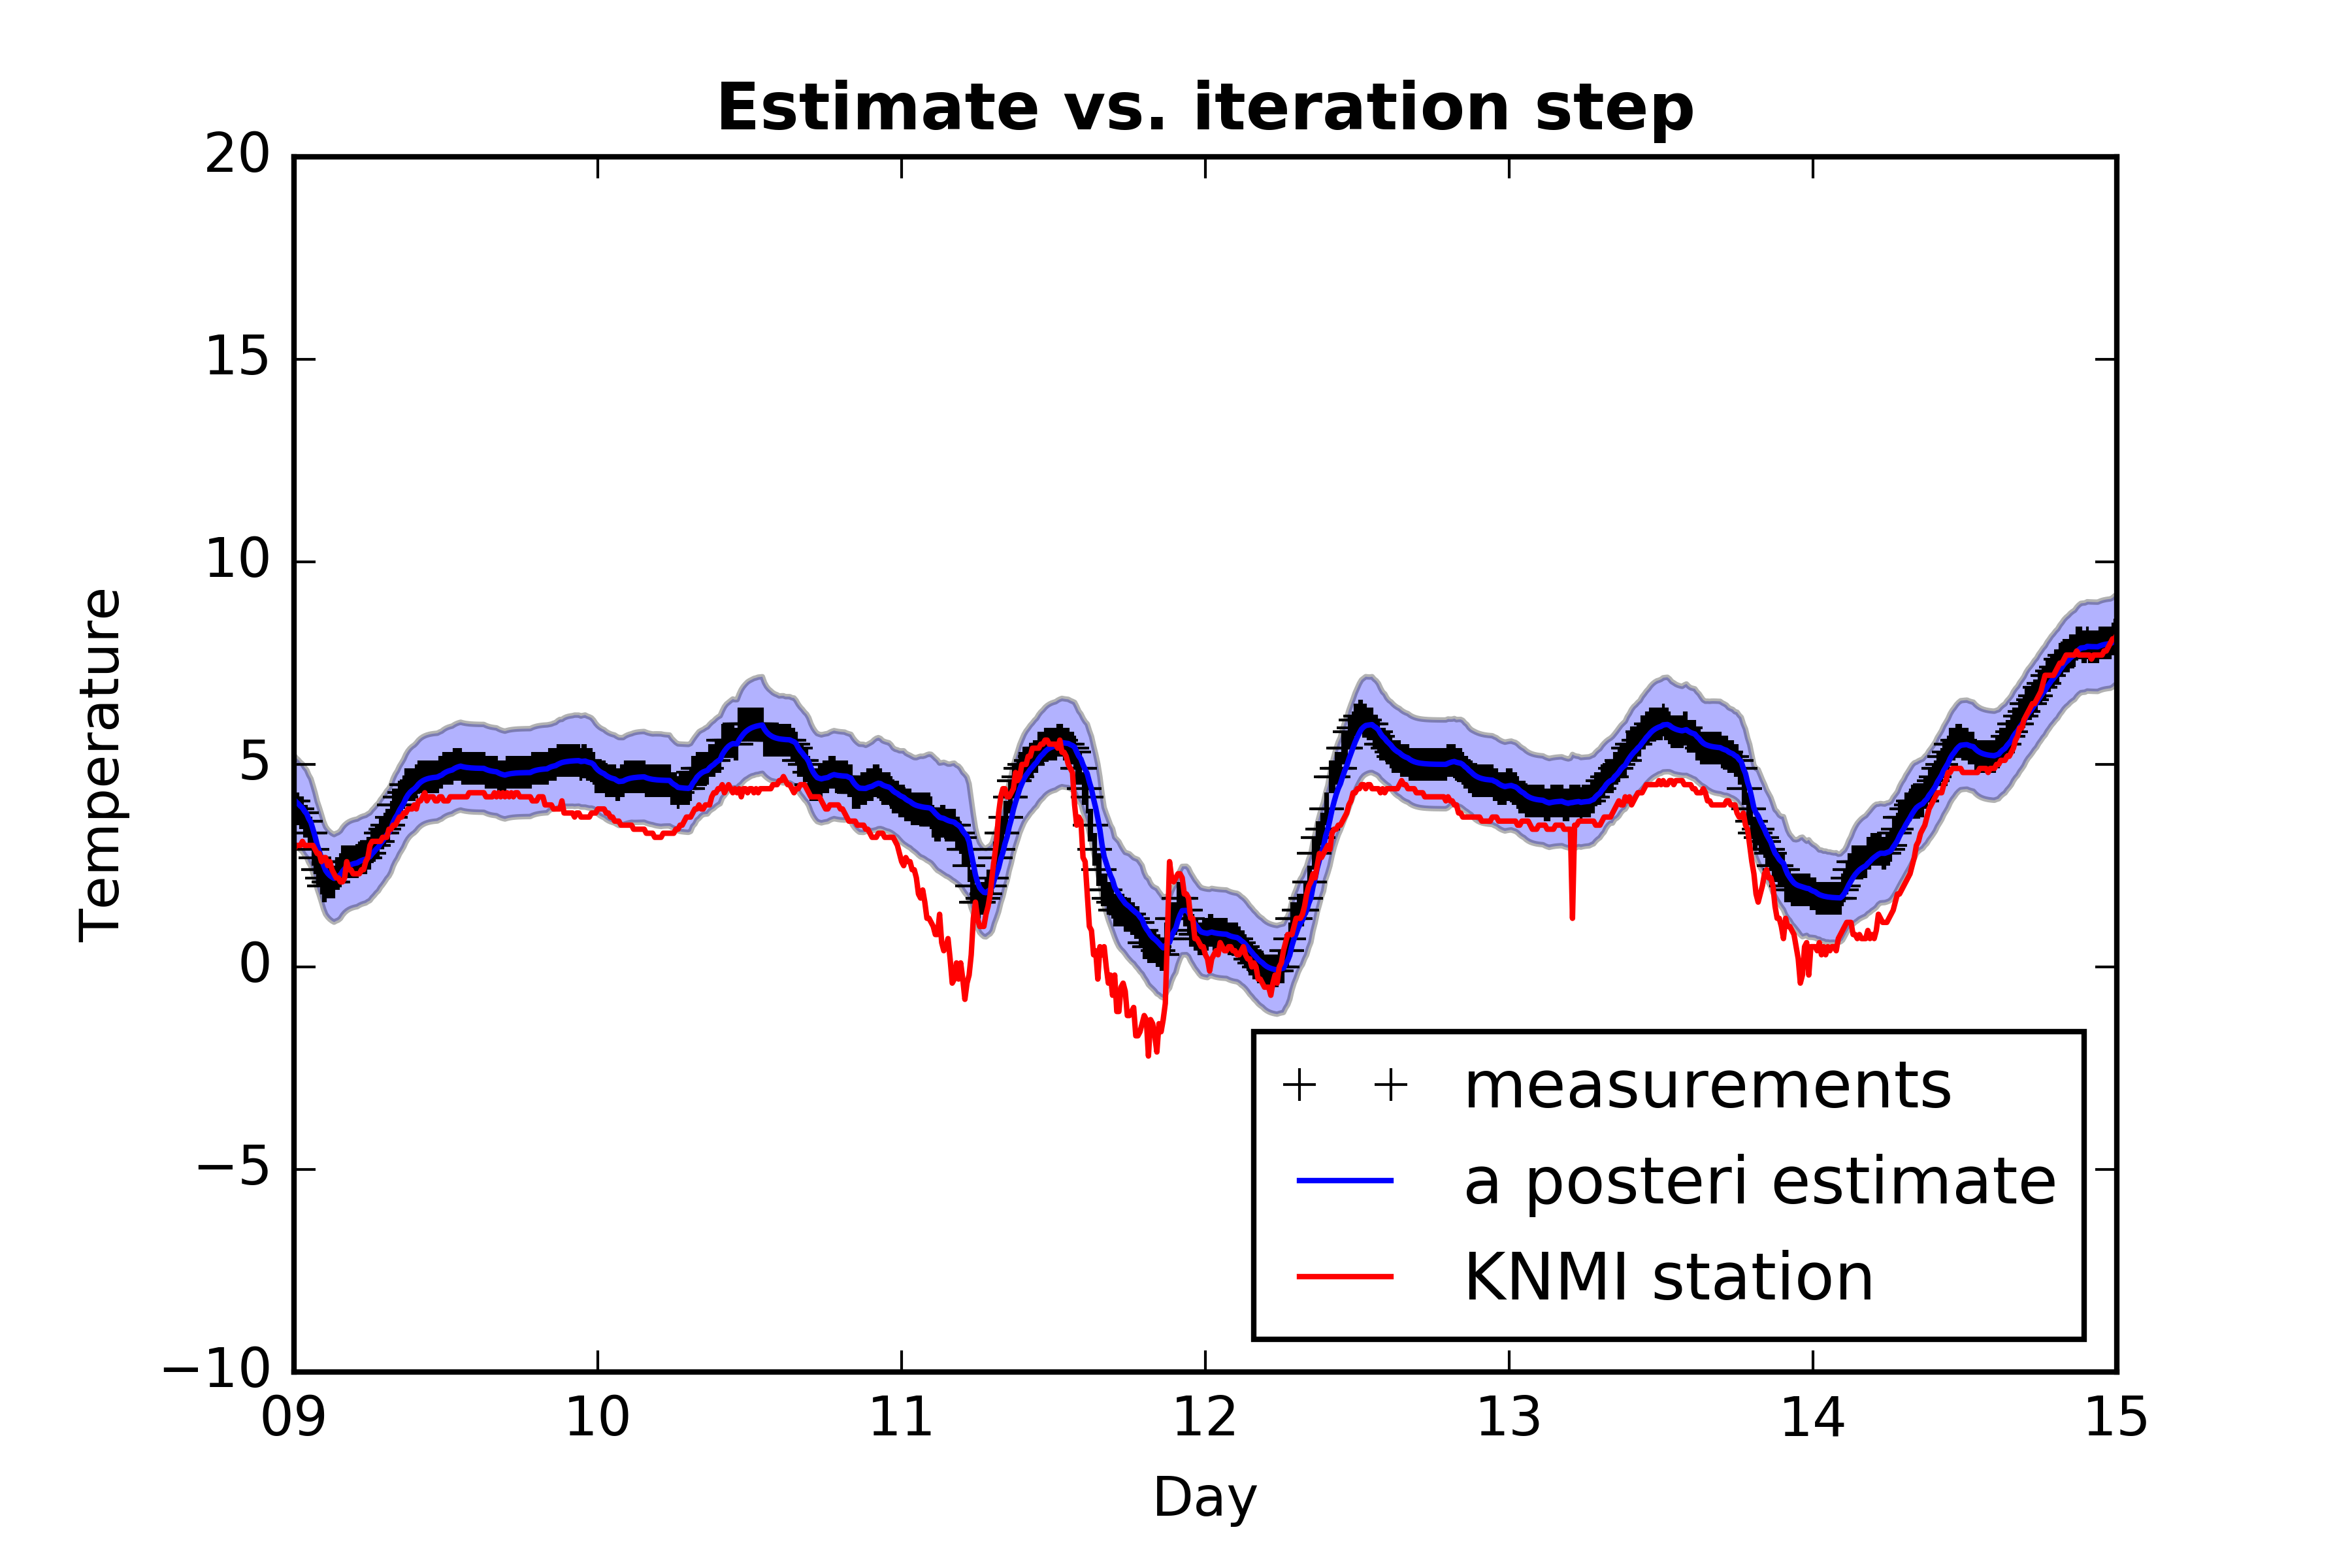 Estimate vs. iteration step
20
15
10
5
0
−5
−10
Temperature
09 10 11 12 13 14 15
Day
measurements
a posteri estimate
KNMI station